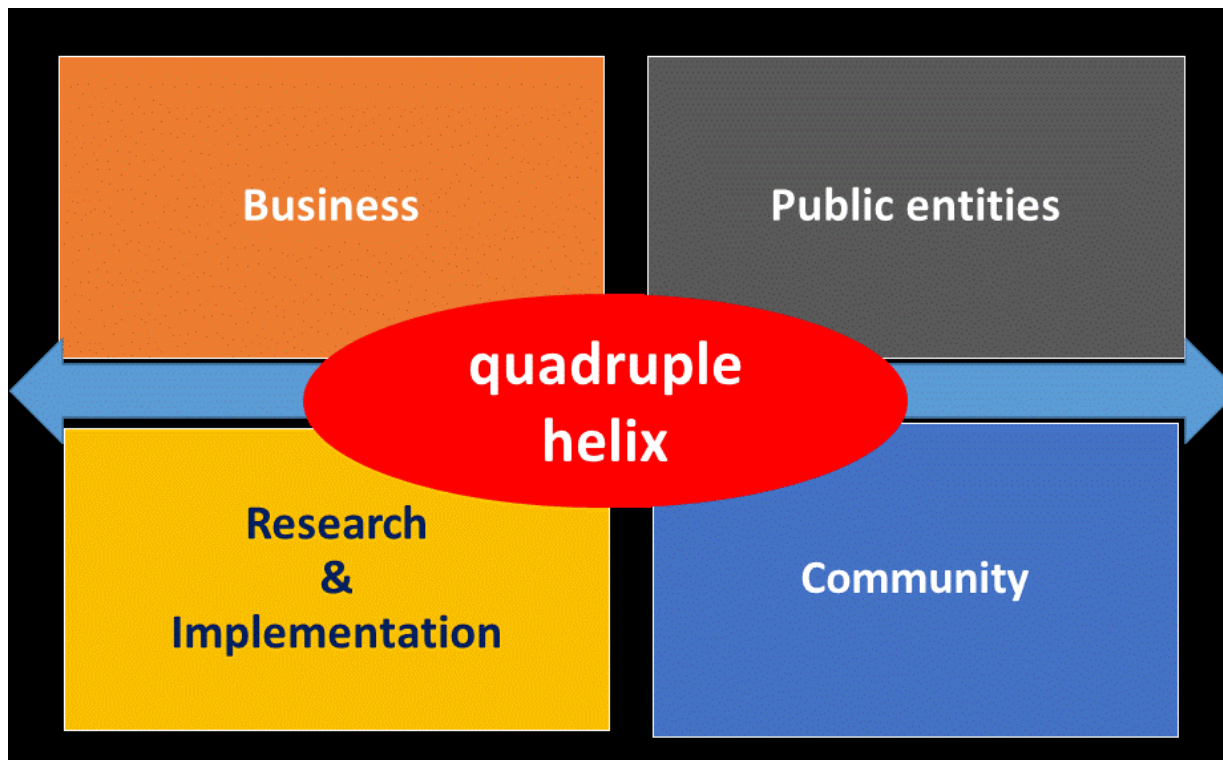 Business
Public entities
quadruple
helix
Research
&
Implementation
Community